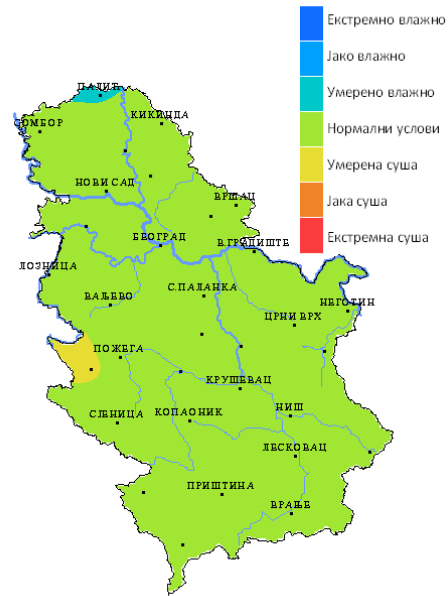 Екстремно влажно
Јако влажно
Умерено влажно
Нормални услови
Умерена суша
Јака суша
Екстремна суша
ПАЛИЋ
ОМБОР
КИКИНДА
НОВИ САД
ВРШАЦ
БЕОГРАД
В.ГРАДИШТЕ
ЛОЗНИЦА
С.ПАЛАНКА
ВАЉЕВО
НЕГОТИН
ЦРНИ ВРХ
ПОЖЕГА
КРУШЕВАЦ
СЈЕНИЦА
КОПАОНИК
НИШ
ЛЕСКОВАЦ
ПРИШТИНА
ВРАЊЕ